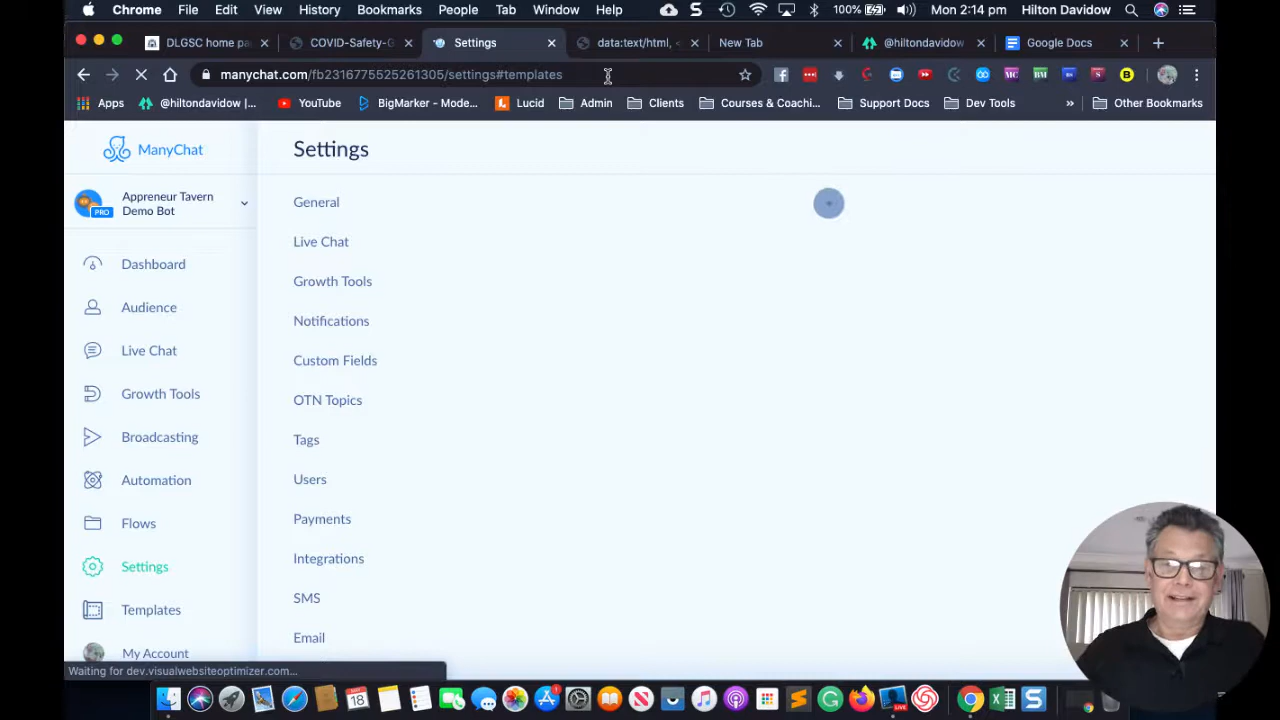 Chrome File Edit View History Bookmarks People Tab Window Help 100% Mon 2:14 pm Hilton Davidow
DLGSC home pa COVID-Safety-G Settings data:text/html, < New Tab @hiltondavidow Google Docs
manychat.com/fb2316775525261305/settings#templates
Apps @hiltondavidow |... YouTube BigMarker - Mode... Lucid Admin Clients Courses & Coachi... Support Docs Dev Tools » Other Bookmarks
ManyChat
Settings
Appreneur Tavern
Demo Bot
PRO
General
Live Chat
Growth Tools
Notifications
Custom Fields
OTN Topics
Tags
Users
Payments
Integrations
SMS
Email
Dashboard
Audience
Live Chat
Growth Tools
Broadcasting
Automation
Flows
Settings
Templates
My Account
Waiting for dev.visualwebsiteoptimizer.com...
18